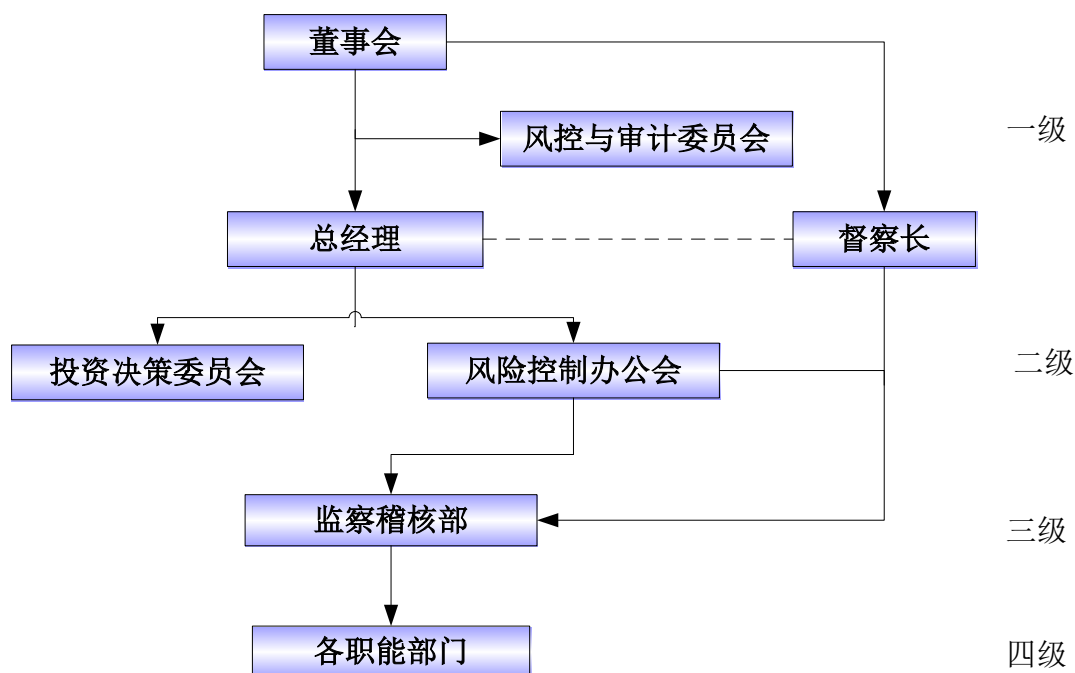 董事会
风控与审计委员会
一级
总经理
督察长
投资决策委员会
风险控制办公会
二级
监察稽核部
三级
各职能部门
四级